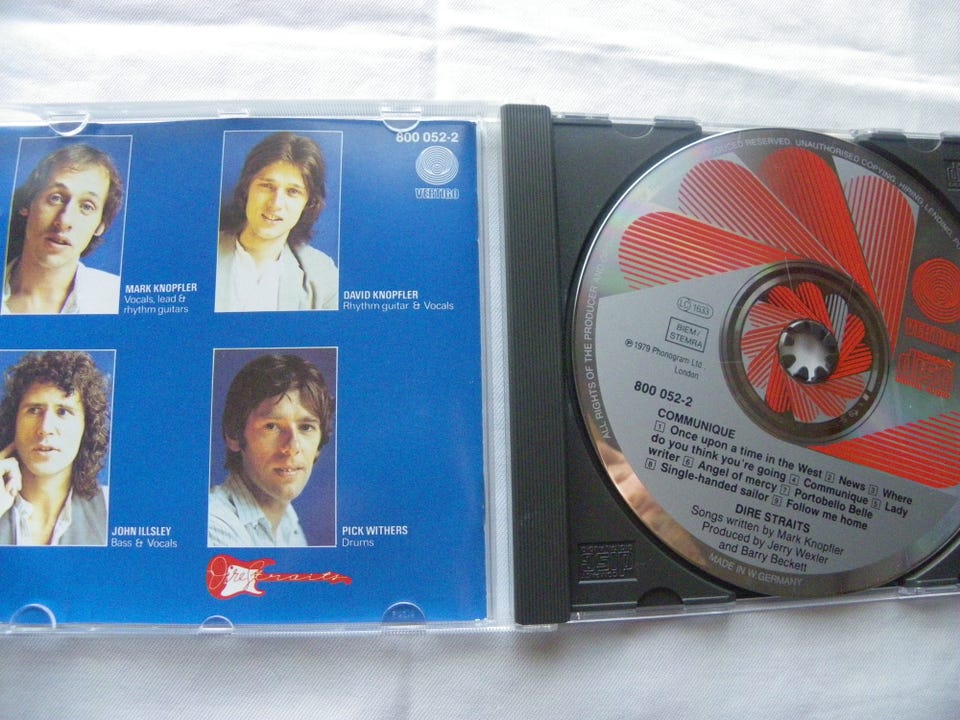 800 052-2
VERTIGO
MARK KNOPFLER
Vocals, lead &
rhythm guitars
DAVID KNOPFLER
Rhythm guitar & Vocals
JOHN ILLSLEY
Bass & Vocals
PICK WITHERS
Drums
Dire Straits
ALL RIGHTS OF THE PRODUCER AND
PRODUCED RESERVED. UNAUTHORISED COPYING, HIRING, LENDING,
LC 1633
BIEM/
STEMRA
℗ 1979 Phonogram Ltd.
London
VERTIGO
800 052-2
COMMUNIQUE
1 Once upon a time in the West 2 News 3 Where
do you think you're going 4 Communique 5 Lady
writer 6 Angel of mercy 7 Portobello Belle
8 Single-handed sailor 9 Follow me home
DIRE STRAITS
Songs written by Mark Knopfler
Produced by Jerry Wexler
and Barry Beckett
MADE IN W. GERMANY